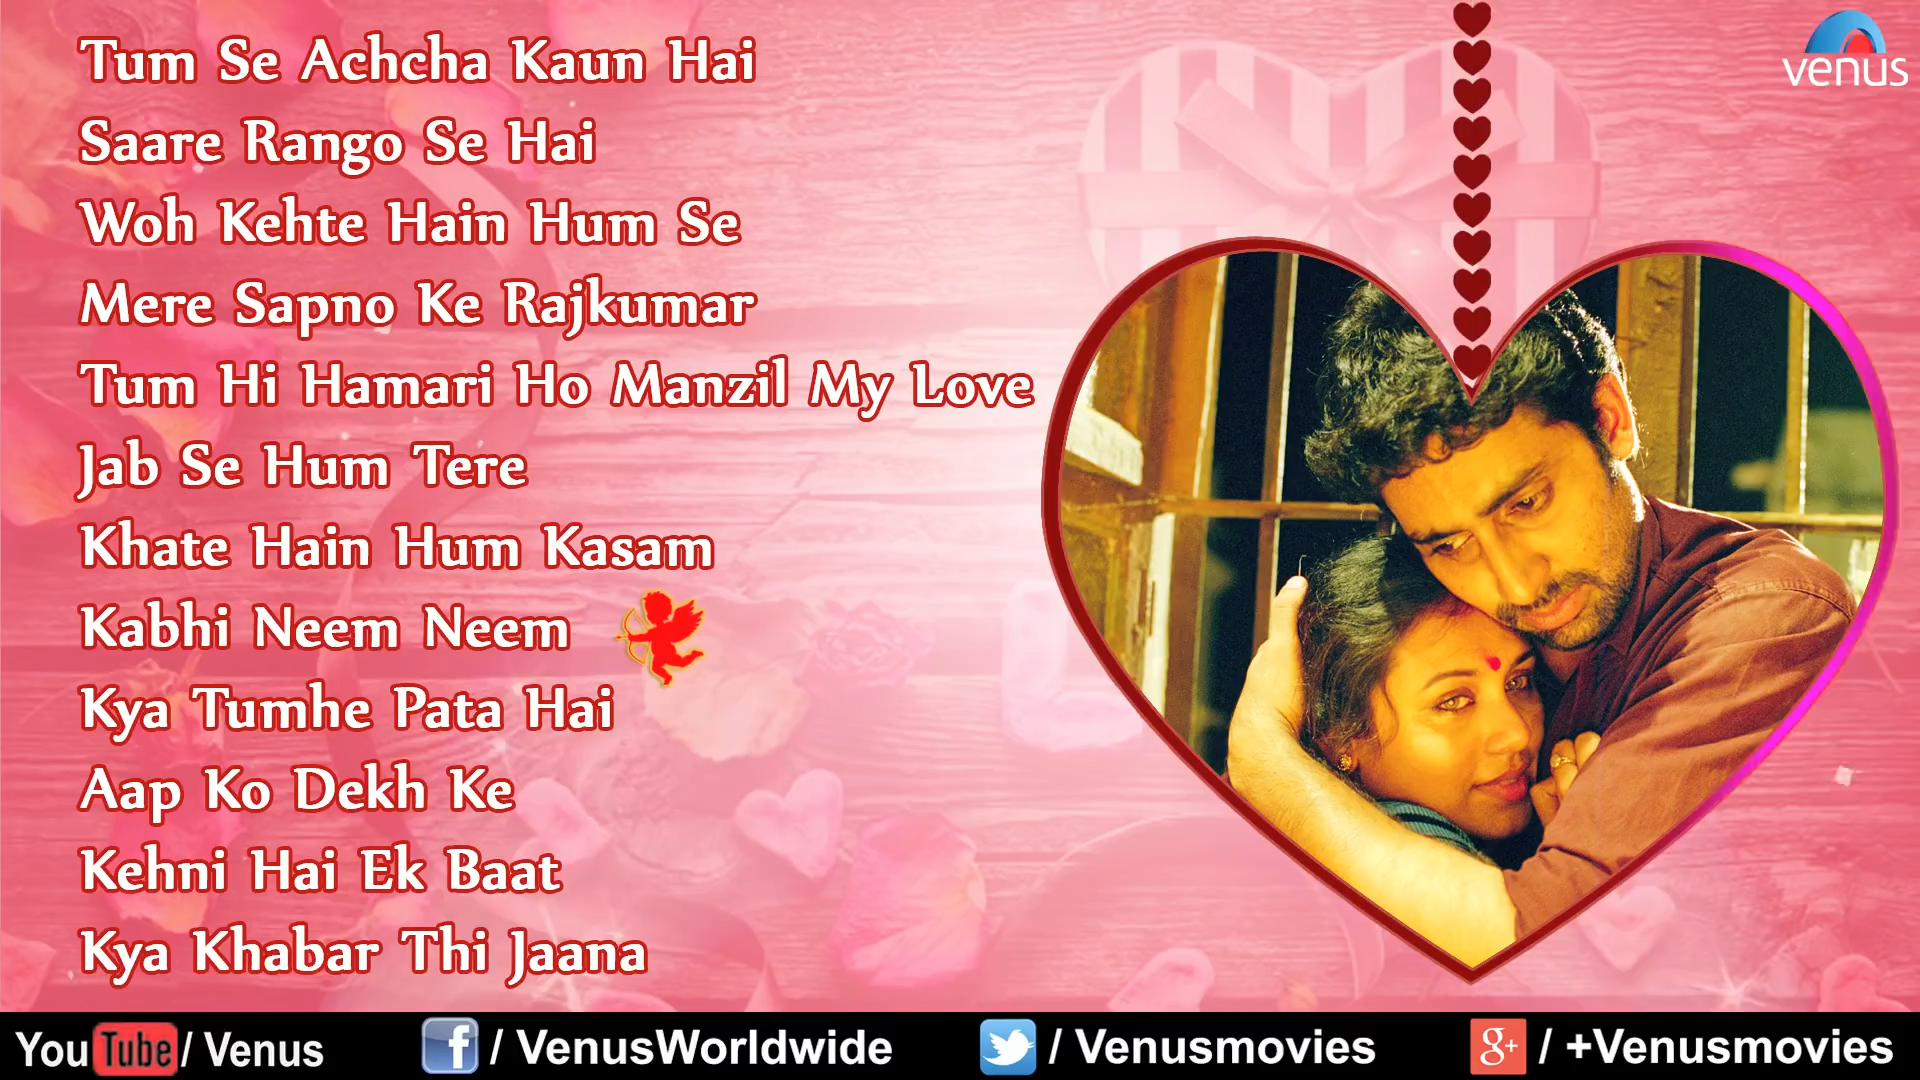 Tum Se Achcha Kaun Hai
Saare Rango Se Hai
Woh Kehte Hain Hum Se
Mere Sapno Ke Rajkumar
Tum Hi Hamari Ho Manzil My Love
Jab Se Hum Tere
Khate Hain Hum Kasam
Kabhi Neem Neem
Kya Tumhe Pata Hai
Aap Ko Dekh Ke
Kehni Hai Ek Baat
Kya Khabar Thi Jaana
venus
YouTube / Venus
f / VenusWorldwide
/ Venusmovies
g+ / +Venusmovies